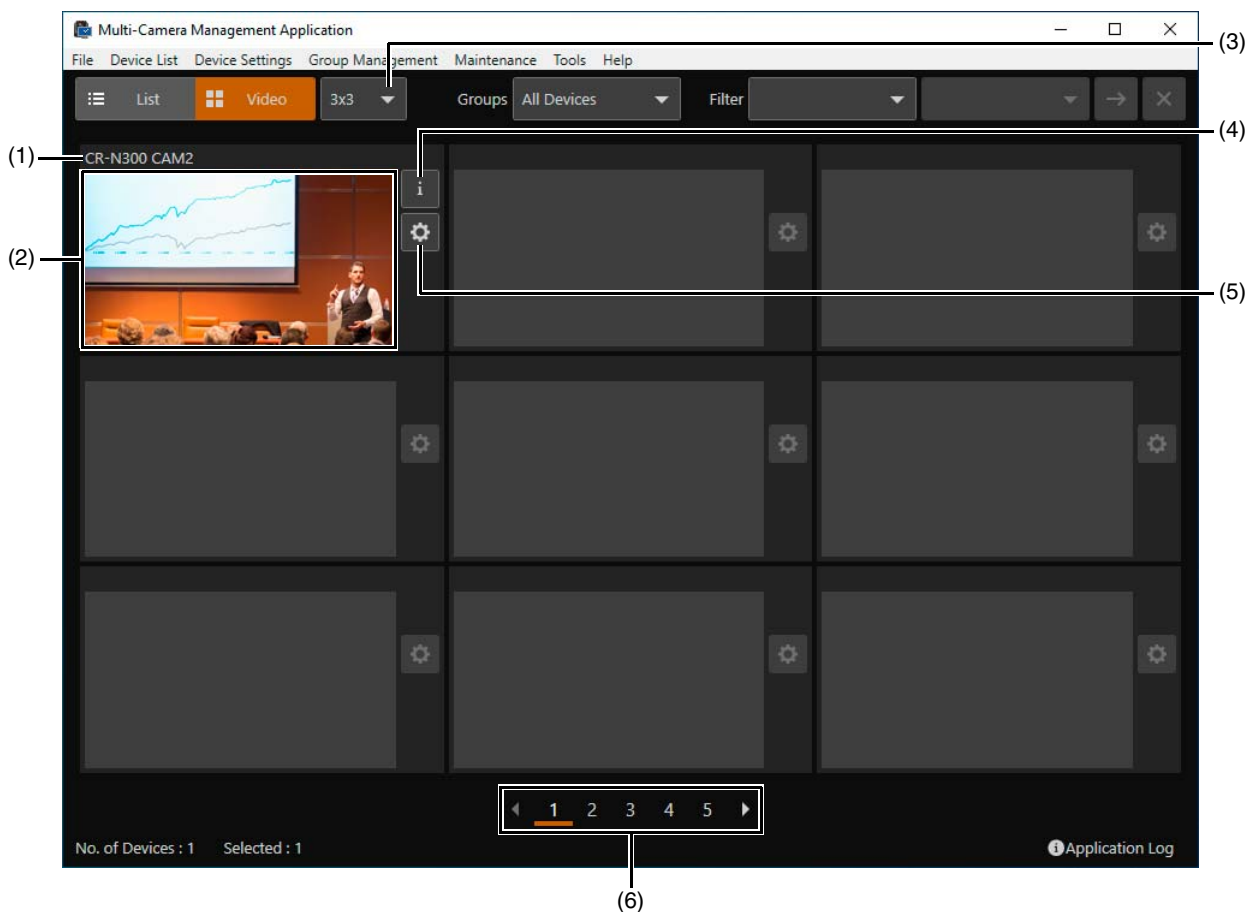 Multi-Camera Management Application
(3)
File Device List Device Settings Group Management Maintenance Tools Help
List Video 3x3 Groups All Devices Filter
(4)
(1)
CR-N300 CAM2
i
(2)
(5)
1 2 3 4 5
No. of Devices : 1 Selected : 1 Application Log
(6)